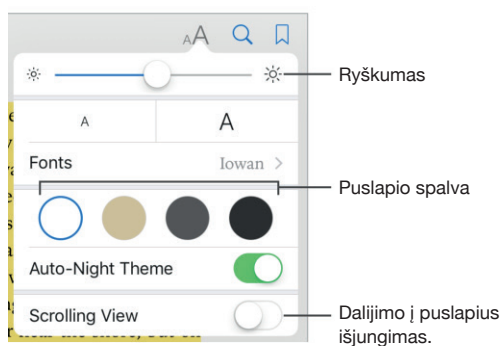 AA
Ryškumas
A A
Fonts Iowan >
Puslapio spalva
Auto-Night Theme
Scrolling View
Dalijimo į puslapius
išjungimas.